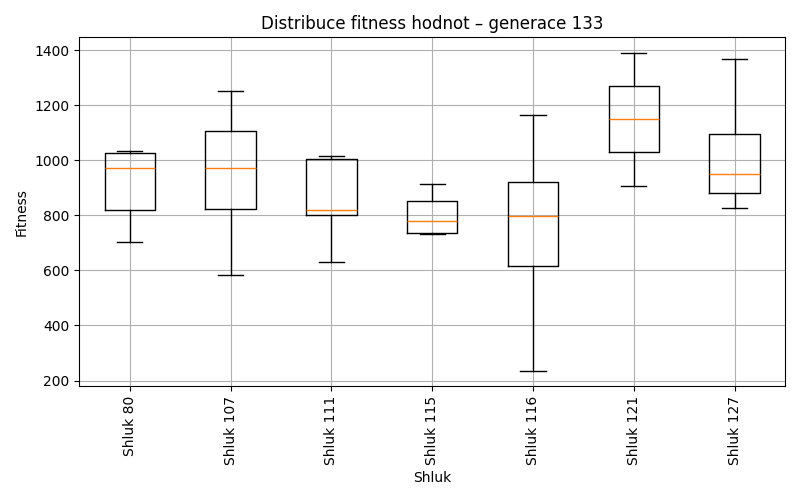 Distribuce fitness hodnot – generace 133
Fitness
1400
1200
1000
800
600
400
200
Shluk 80
Shluk 107
Shluk 111
Shluk 115
Shluk 116
Shluk 121
Shluk 127
Shluk